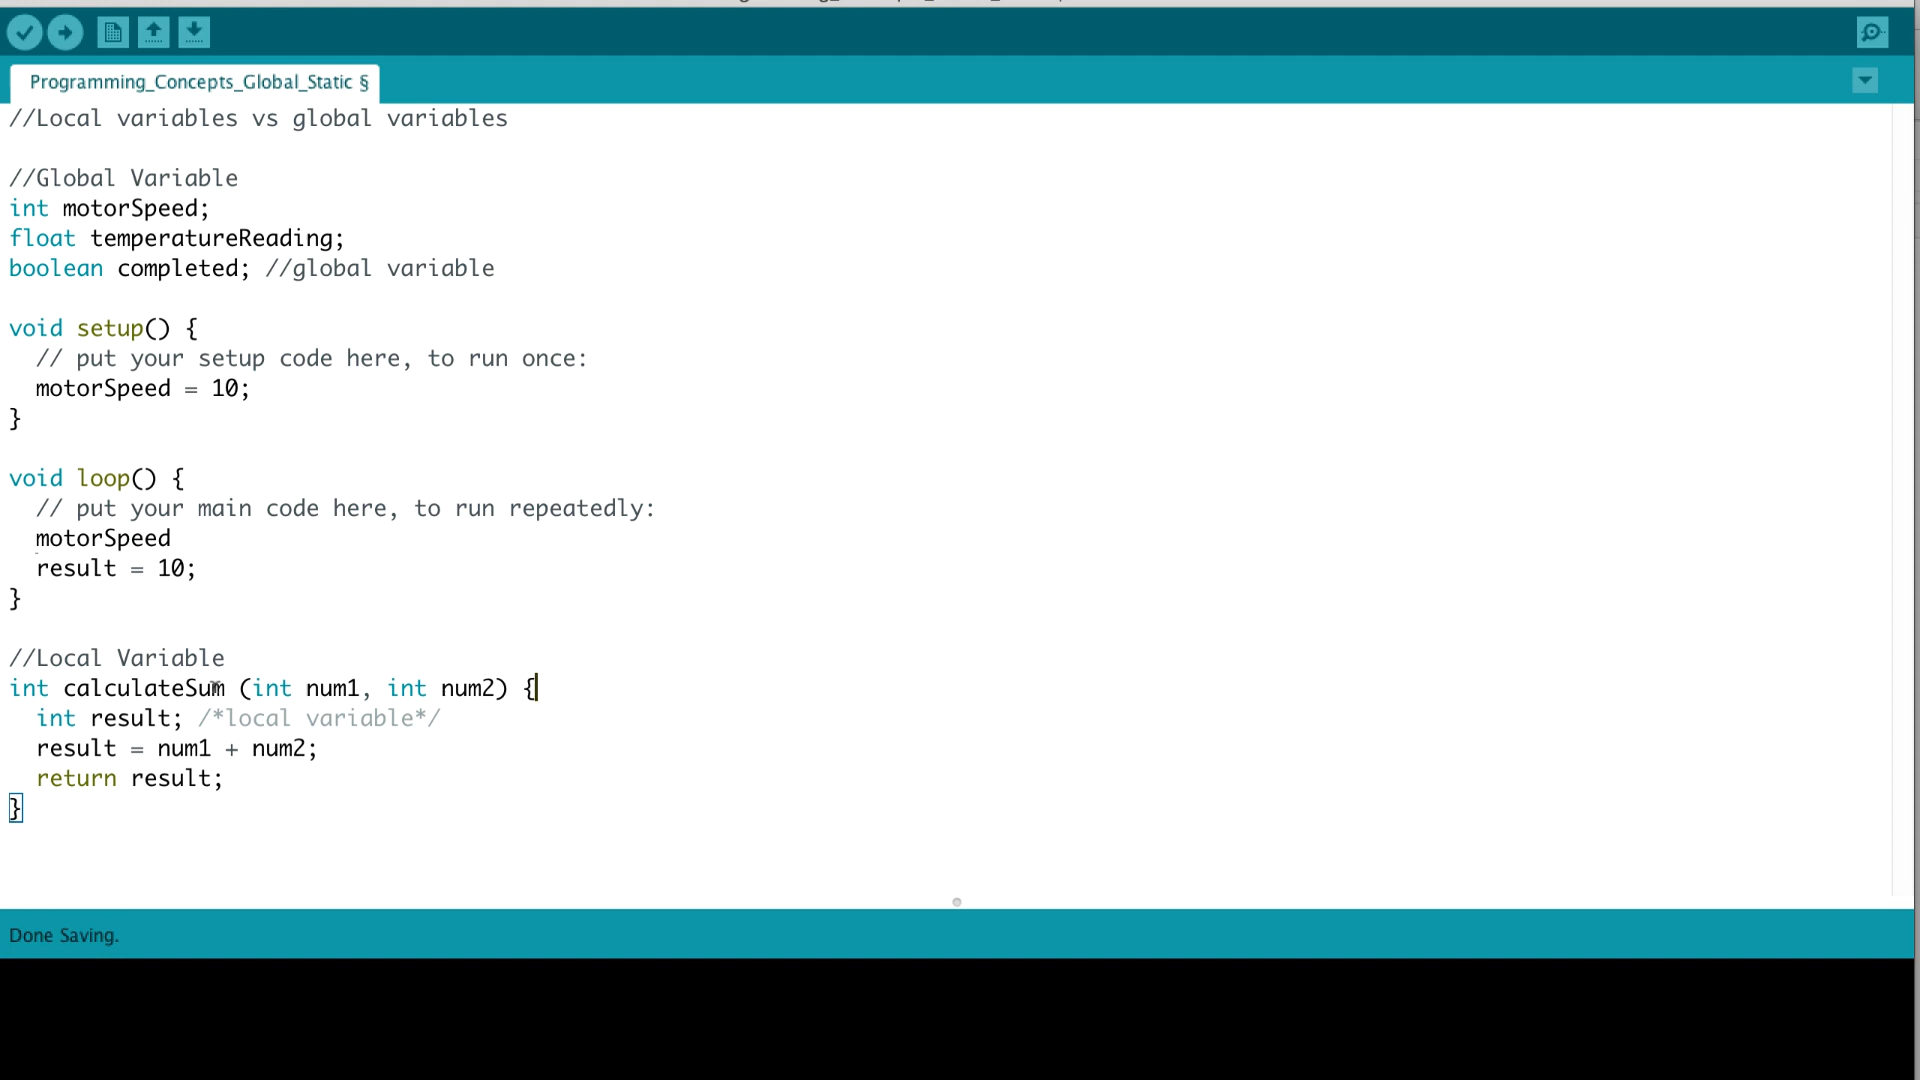 Programming_Concepts_Global_Static §
//Local variables vs global variables
//Global Variable
int motorSpeed;
float temperatureReading;
boolean completed; //global variable
void setup() {
  // put your setup code here, to run once:
  motorSpeed = 10;
}
void loop() {
  // put your main code here, to run repeatedly:
  motorSpeed
  result = 10;
}
//Local Variable
int calculateSum (int num1, int num2) {
  int result; /*local variable*/
  result = num1 + num2;
  return result;
}
Done Saving.